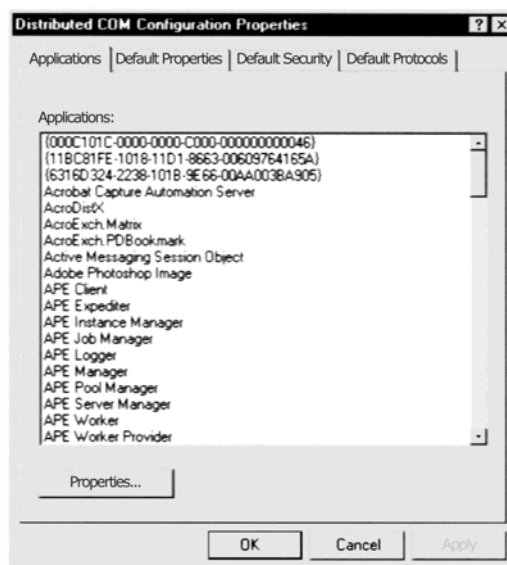 Distributed COM Configuration Properties
Applications Default Properties Default Security Default Protocols
Applications:
{000C101C-0000-0000-C000-000000000046}
{11BC81FE-1018-11D1-8663-00609764165A}
{6316D324-2238-101B-9E66-00AA003BA905}
Acrobat Capture Automation Server
AcroDistX
AcroExch.Matrix
AcroExch.PDBookmark
Active Messaging Session Object
Adobe Photoshop Image
APE Client
APE Expediter
APE Instance Manager
APE Job Manager
APE Logger
APE Manager
APE Pool Manager
APE Server Manager
APE Worker
APE Worker Provider
Properties...
OK Cancel Apply